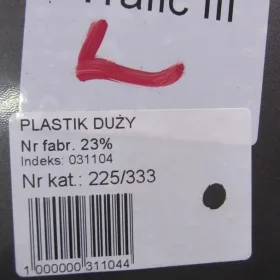 Trafic III
PLASTIK DUŻY
Nr fabr. 23%
Indeks: 031104
Nr kat.: 225/333
1 000000 311044